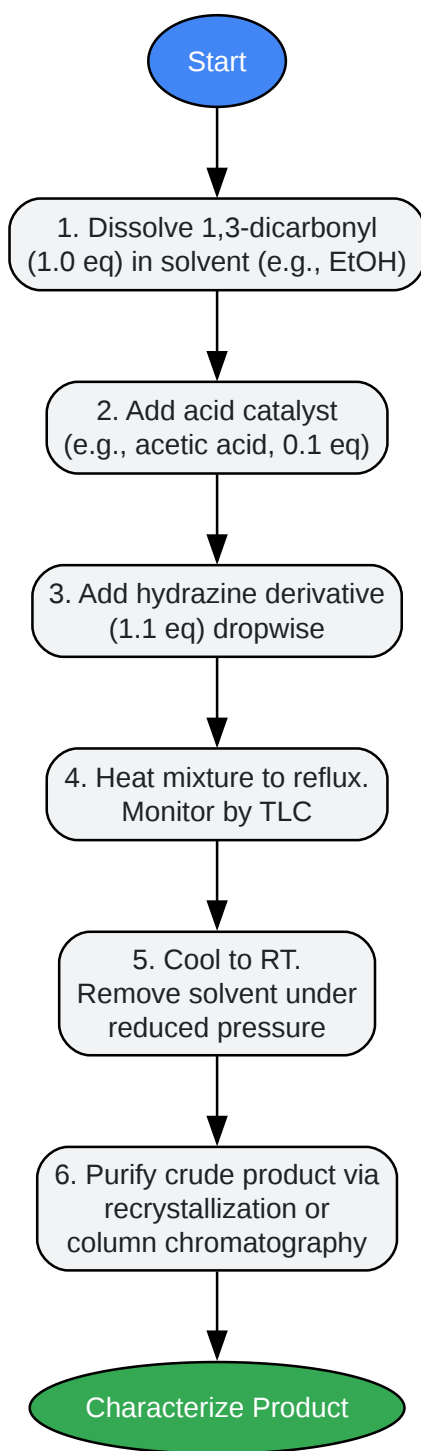 Start
1. Dissolve 1,3-dicarbonyl
(1.0 eq) in solvent (e.g., EtOH)
2. Add acid catalyst
(e.g., acetic acid, 0.1 eq)
3. Add hydrazine derivative
(1.1 eq) dropwise
4. Heat mixture to reflux.
Monitor by TLC
5. Cool to RT.
Remove solvent under
reduced pressure
6. Purify crude product via
recrystallization or
column chromatography
Characterize Product